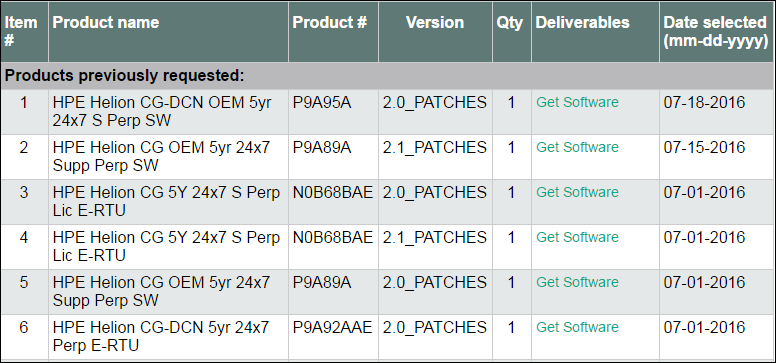 Item # Product name Product # Version Qty Deliverables Date selected (mm-dd-yyyy)
Products previously requested:
1 HPE Helion CG-DCN OEM 5yr 24x7 S Perp SW P9A95A 2.0_PATCHES 1 Get Software 07-18-2016
2 HPE Helion CG OEM 5yr 24x7 Supp Perp SW P9A89A 2.1_PATCHES 1 Get Software 07-15-2016
3 HPE Helion CG 5Y 24x7 S Perp Lic E-RTU N0B68BAE 2.0_PATCHES 1 Get Software 07-01-2016
4 HPE Helion CG 5Y 24x7 S Perp Lic E-RTU N0B68BAE 2.1_PATCHES 1 Get Software 07-01-2016
5 HPE Helion CG OEM 5yr 24x7 Supp Perp SW P9A89A 2.0_PATCHES 1 Get Software 07-01-2016
6 HPE Helion CG-DCN 5yr 24x7 Perp E-RTU P9A92AAE 2.0_PATCHES 1 Get Software 07-01-2016